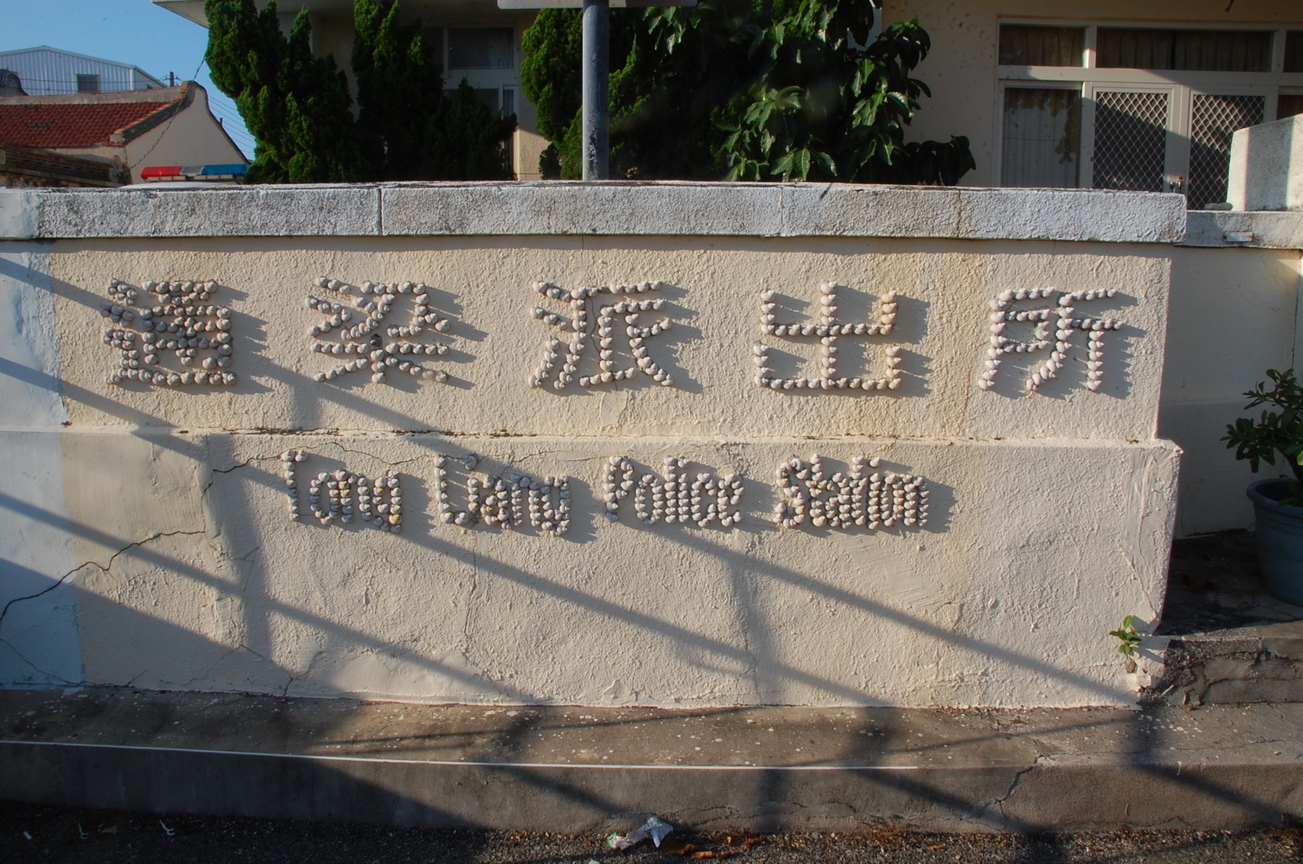 通梁派出所
Tong Liang Police Station